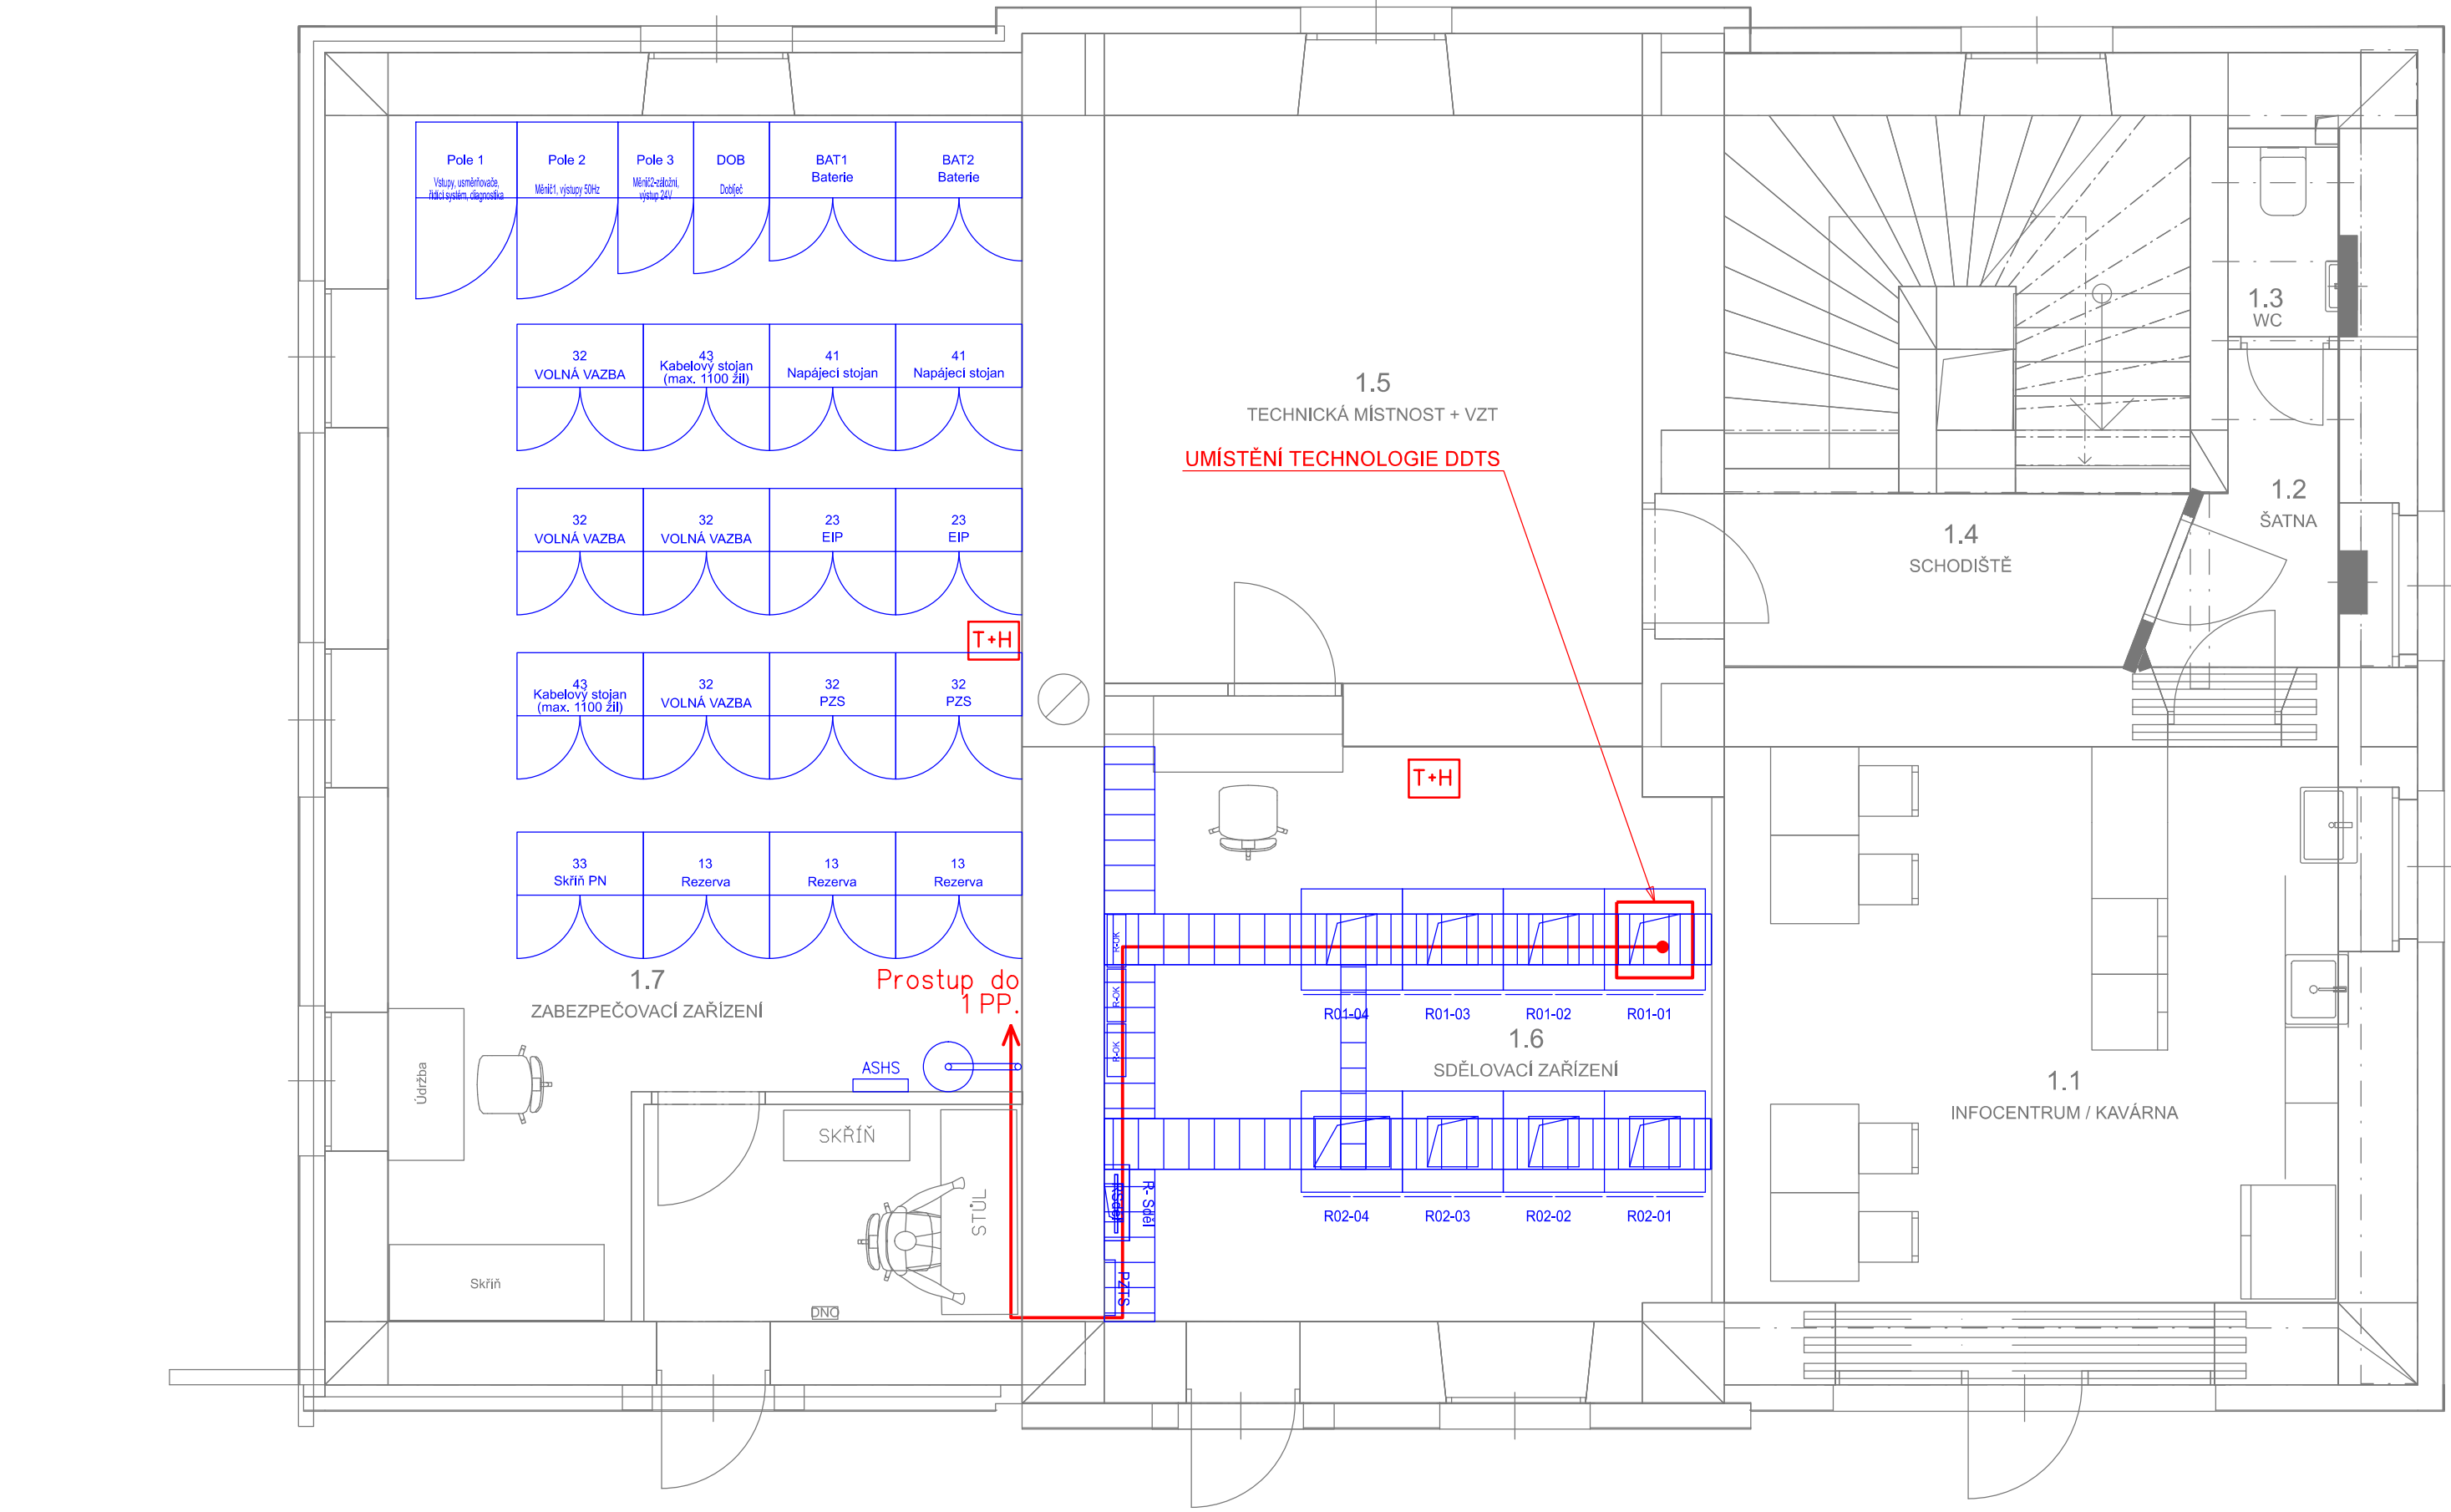 Pole 1
Vstupy, usměrňovače,
řídící systém, diagnostika
Pole 2
Měnič1, výstupy 50Hz
Pole 3
Měnič2-záložní,
výstup 24V
DOB
Dobíječ
BAT1
Baterie
BAT2
Baterie
32
VOLNÁ VAZBA
43
Kabelový stojan
(max. 1100 žil)
41
Napájecí stojan
41
Napájecí stojan
32
VOLNÁ VAZBA
32
VOLNÁ VAZBA
23
EIP
23
EIP
T+H
43
Kabelový stojan
(max. 1100 žil)
32
VOLNÁ VAZBA
32
PZS
32
PZS
33
Skříň PN
13
Rezerva
13
Rezerva
13
Rezerva
1.7
ZABEZPEČOVACÍ ZAŘÍZENÍ
Prostup do
1 PP.
ASHS
Údržba
SKŘÍŇ
STŮL
Skříň
DNO
1.5
TECHNICKÁ MÍSTNOST + VZT
UMÍSTĚNÍ TECHNOLOGIE DDTS
T+H
R-OK
R-OK
R-OK
R01-04
R01-03
R01-02
R01-01
1.6
SDĚLOVACÍ ZAŘÍZENÍ
R02-04
R02-03
R02-02
R02-01
RSděl
R- Sděl
PZTS
1.3
WC
1.2
ŠATNA
1.4
SCHODIŠTĚ
1.1
INFOCENTRUM / KAVÁRNA